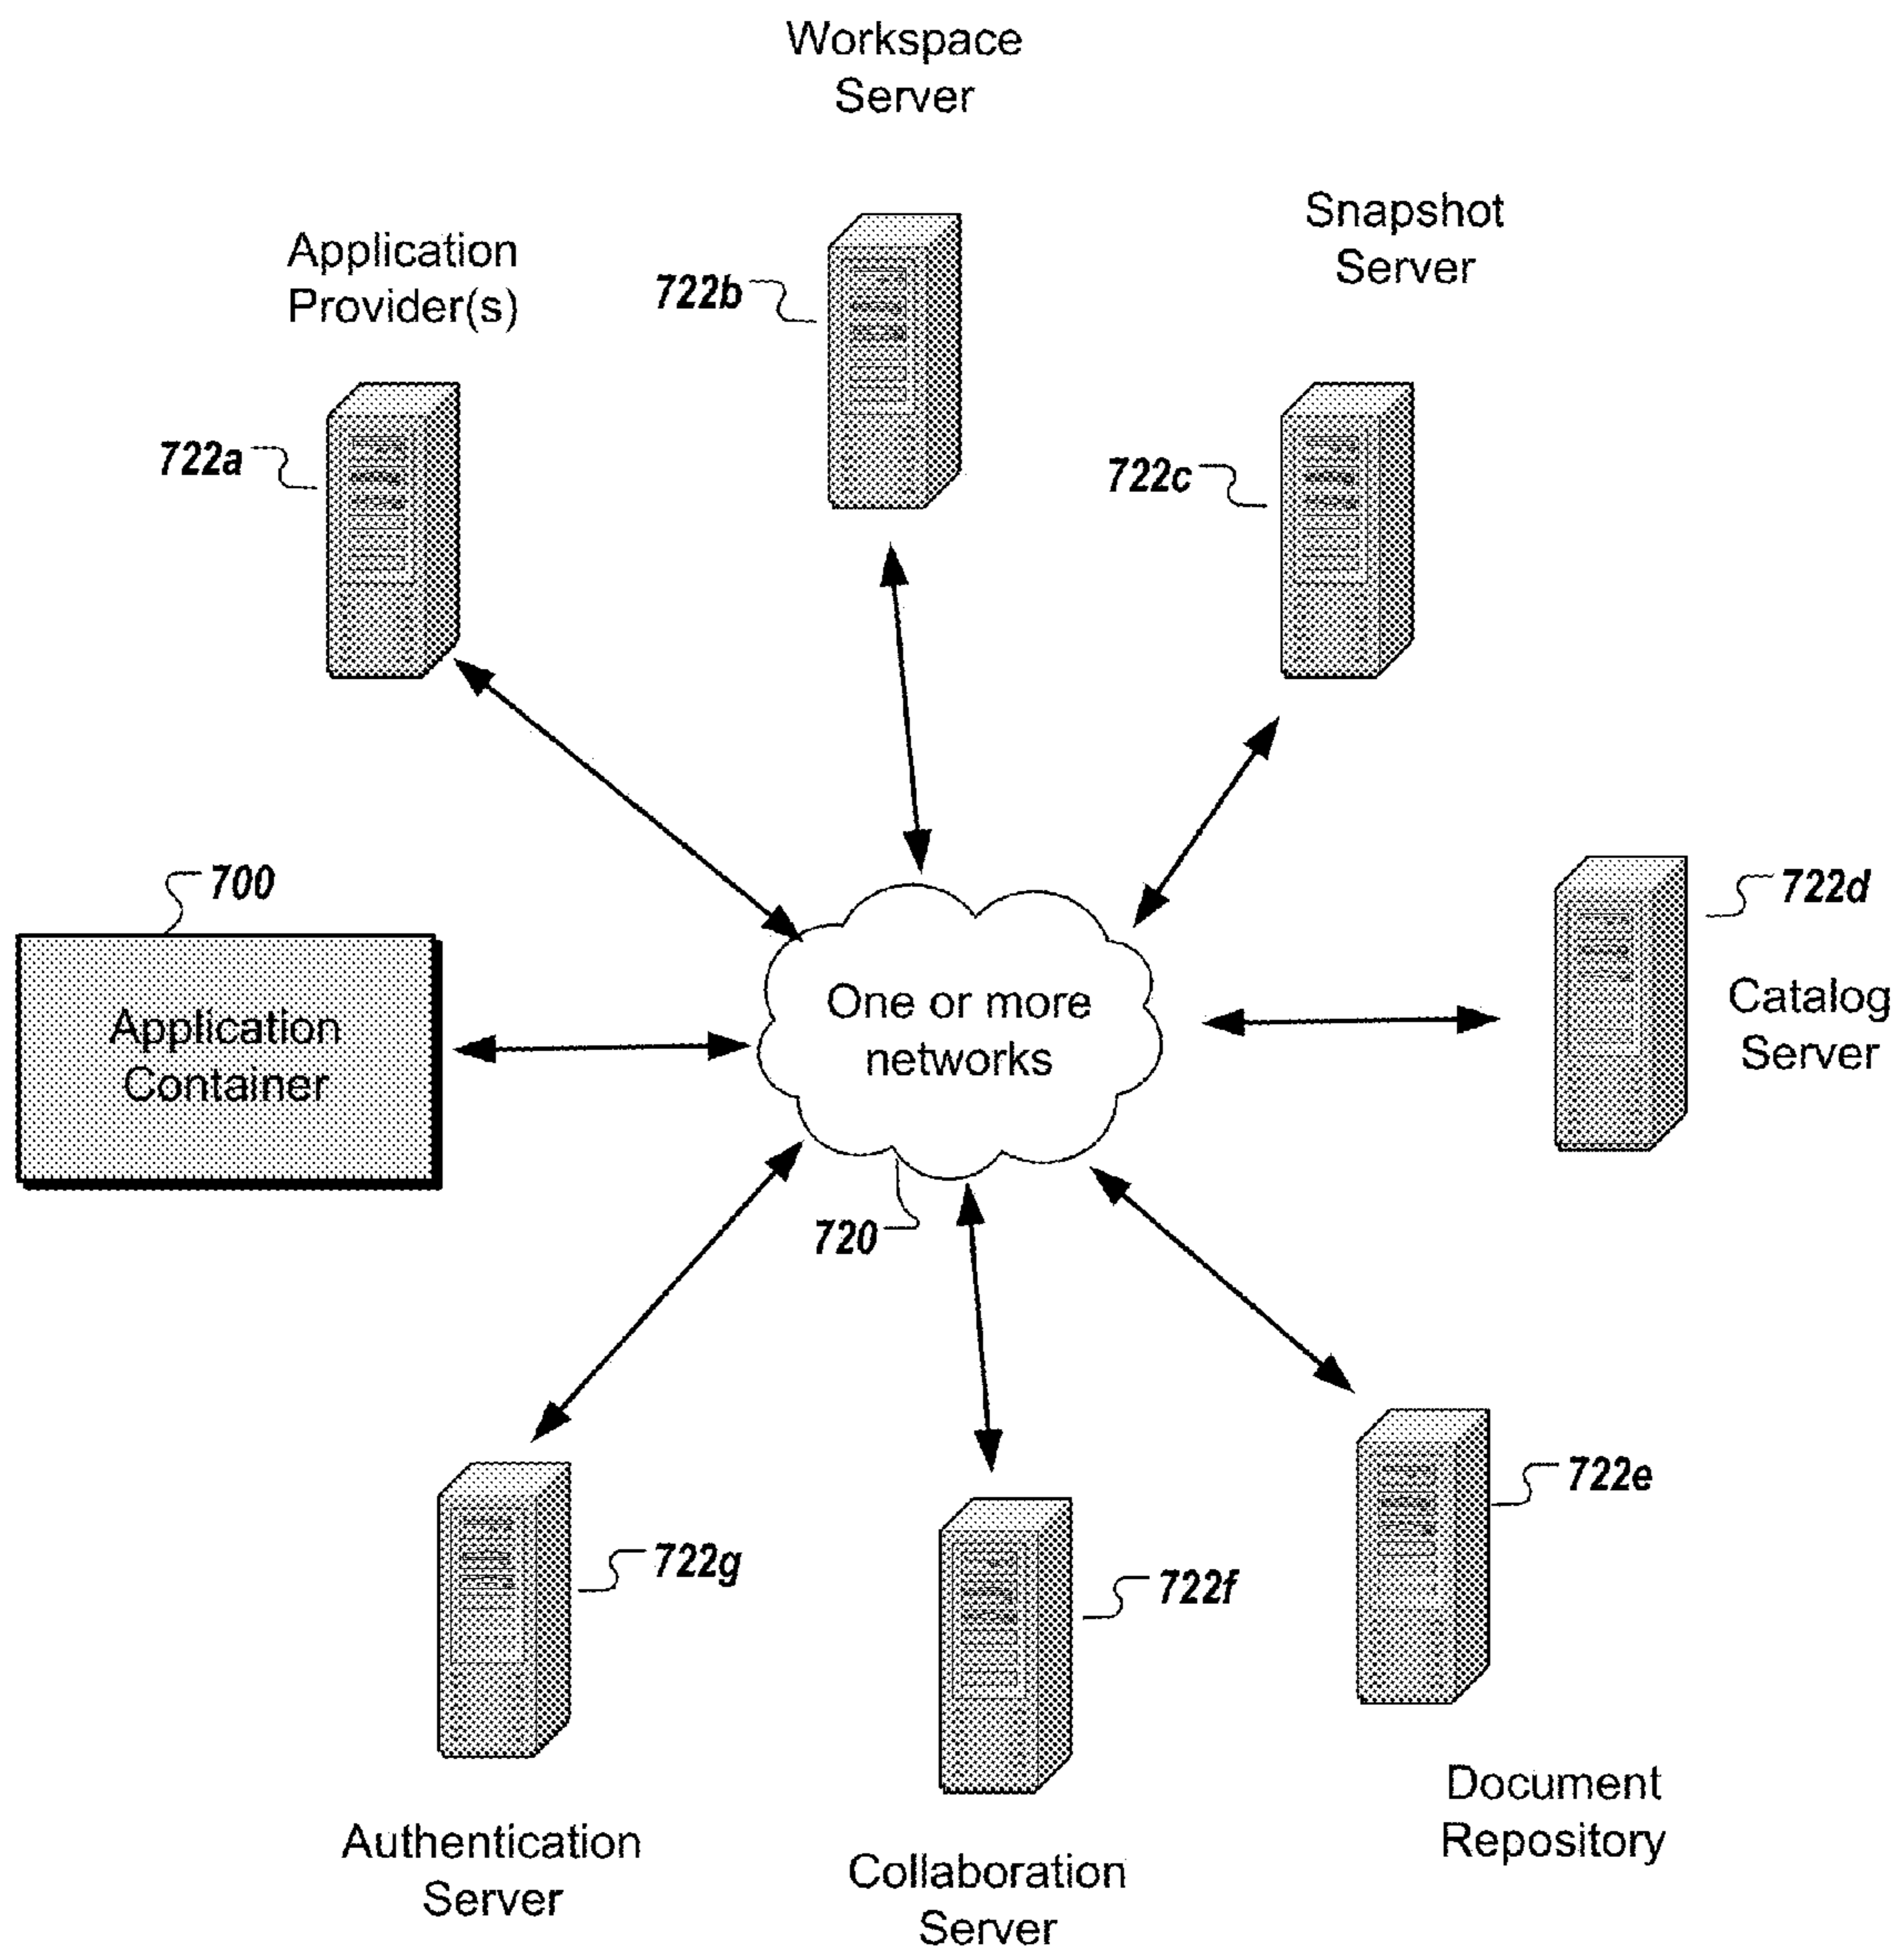 Workspace
Server
Snapshot
Server
Application
Provider(s)
722b
722a
722c
700
722d
Application
Container
One or more
networks
Catalog
Server
720
722e
722g
722f
Document
Repository
Authentication
Server
Collaboration
Server